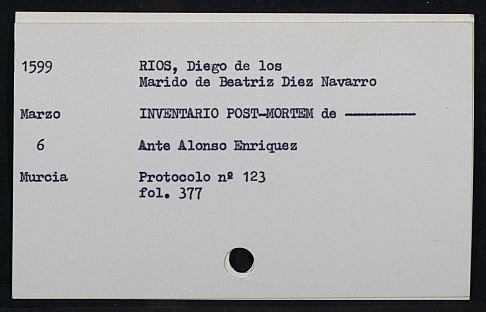 1599 RIOS, Diego de los
Marido de Beatriz Diez Navarro
Marzo INVENTARIO POST-MORTEM de ----------
6 Ante Alonso Enriquez
Murcia Protocolo nº 123
fol. 377